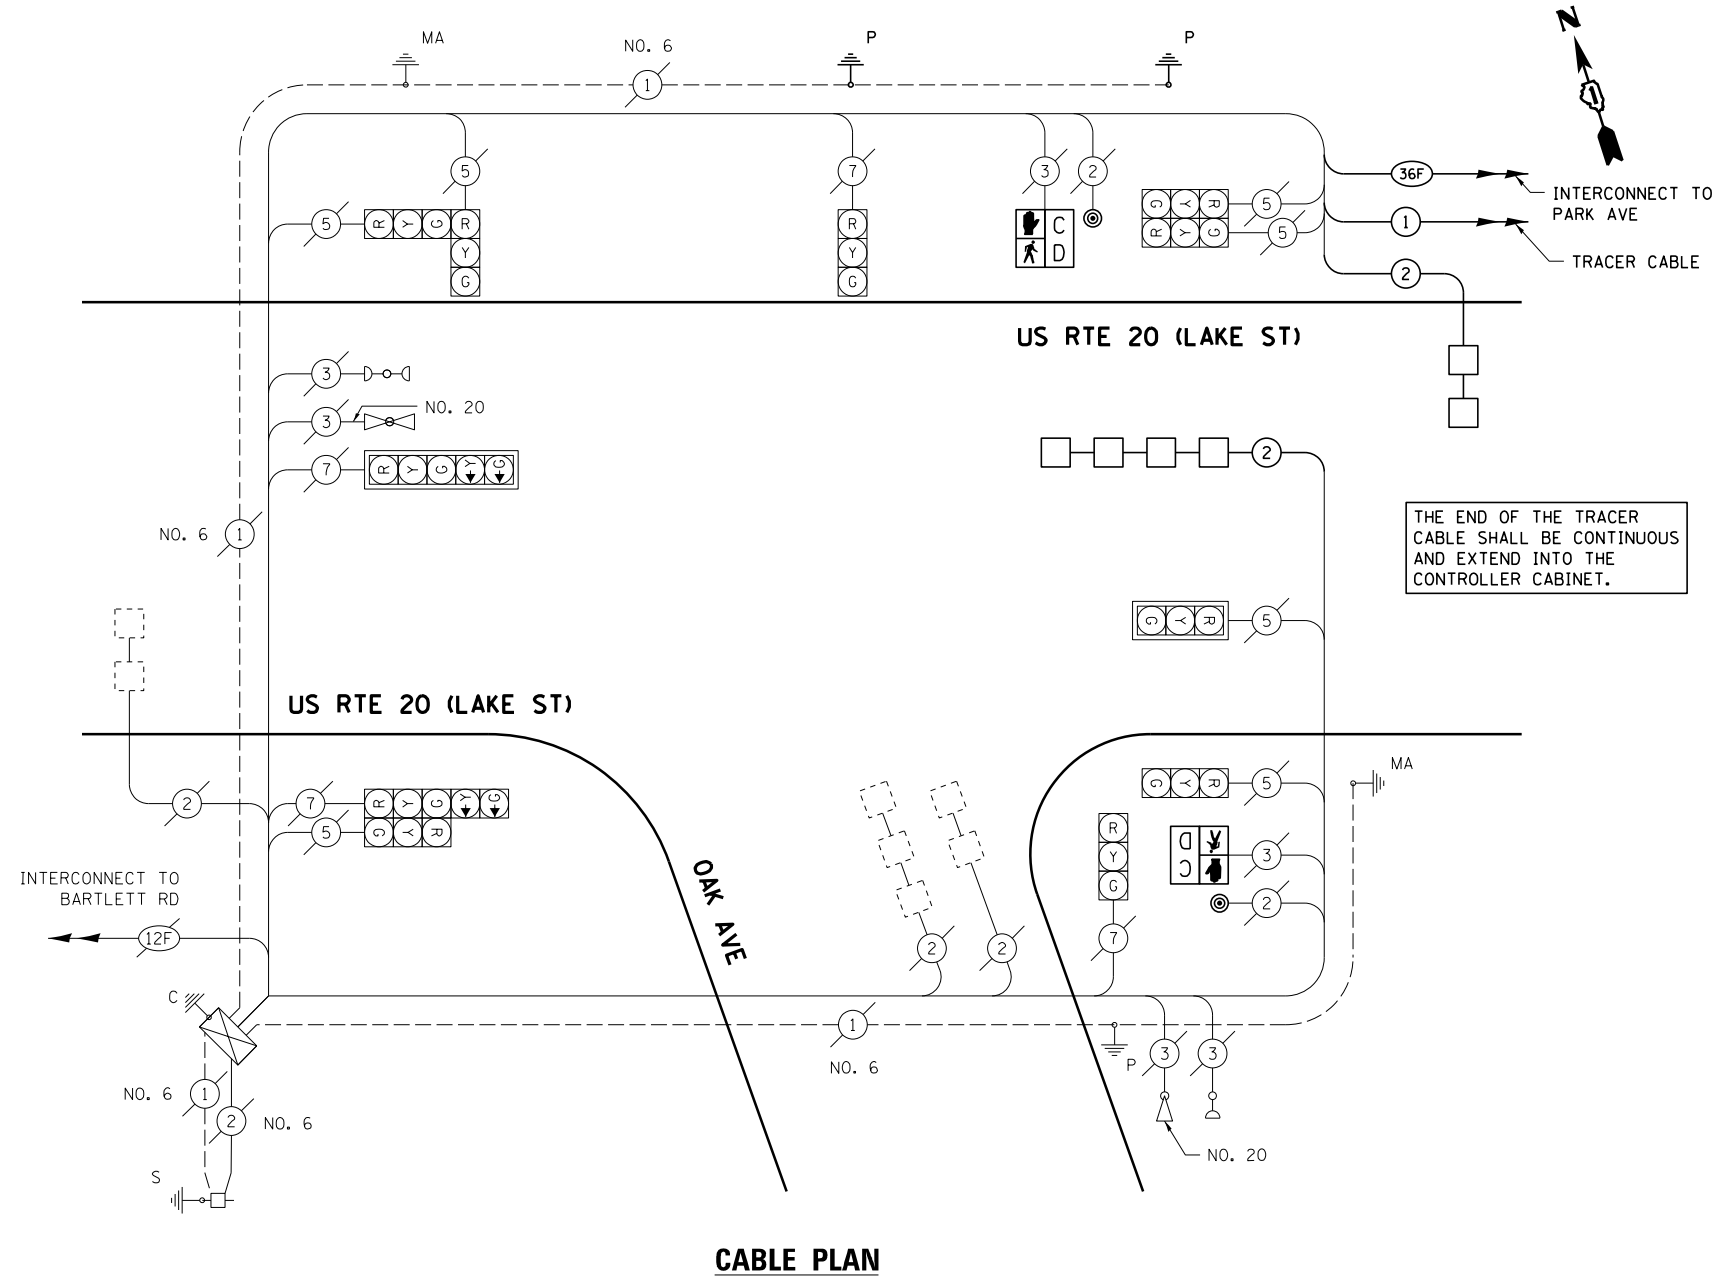 MA
NO. 6
P
P
N
1
1
5
7
3
2
36F
INTERCONNECT TO
PARK AVE
5
R Y G R
Y
G
R
Y
G
C
D
G Y R 5
R Y G 5
1
TRACER CABLE
2
US RTE 20 (LAKE ST)
3
3
NO. 20
7
R Y G Y G
2
NO. 6
1
THE END OF THE TRACER
CABLE SHALL BE CONTINUOUS
AND EXTEND INTO THE
CONTROLLER CABINET.
G Y R 5
US RTE 20 (LAKE ST)
MA
2
7
R Y G Y G
5
G Y R
G Y R 5
R
Y
G
D
C
3
2
7
INTERCONNECT TO
BARTLETT RD
12F
OAK AVE
2
2
C
1
NO. 6
P
3
3
NO. 6
1
2
NO. 6
NO. 20
S
CABLE PLAN